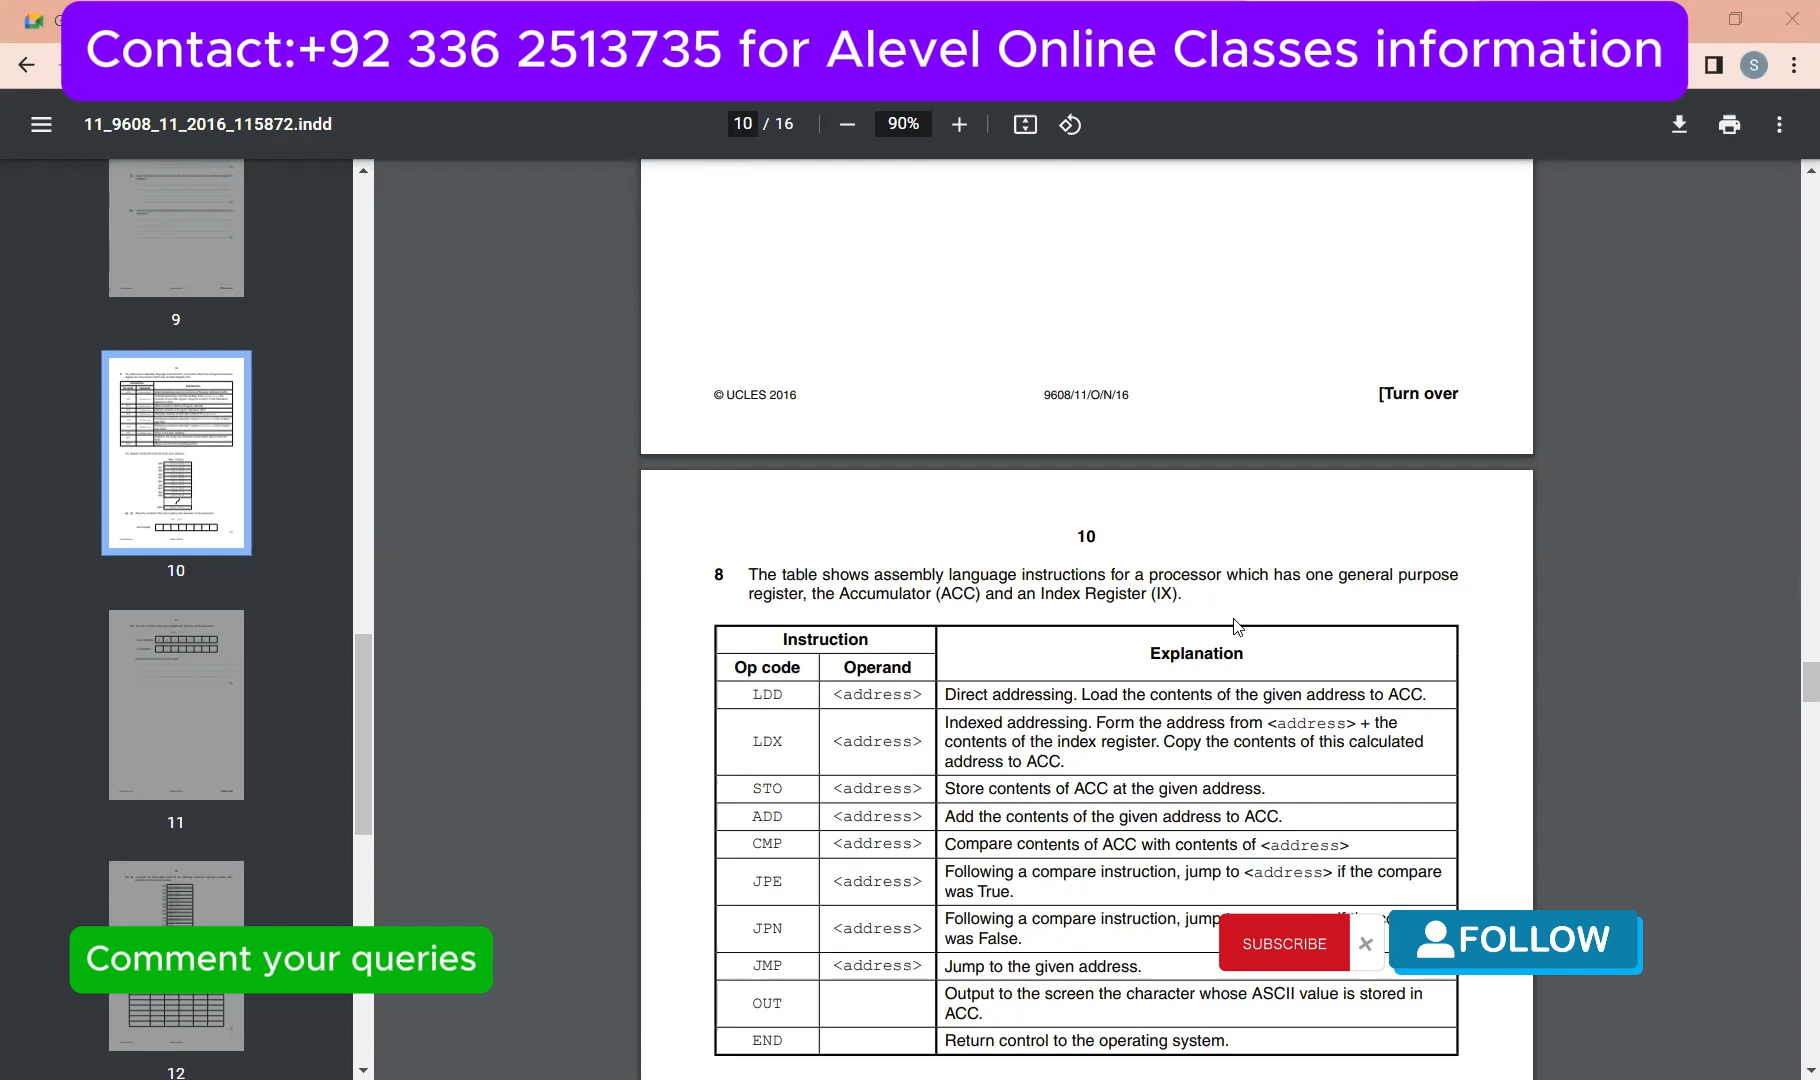 Contact:+92 336 2513735 for Alevel Online Classes information
S
11_9608_11_2016_115872.indd
10 / 16
90%
9
10
11
12
© UCLES 2016
9608/11/O/N/16
[Turn over
10
8 The table shows assembly language instructions for a processor which has one general purpose
register, the Accumulator (ACC) and an Index Register (IX).
Instruction
Explanation
Op code
Operand
LDD
<address>
Direct addressing. Load the contents of the given address to ACC.
LDX
<address>
Indexed addressing. Form the address from <address> + the
contents of the index register. Copy the contents of this calculated
address to ACC.
STO
<address>
Store contents of ACC at the given address.
ADD
<address>
Add the contents of the given address to ACC.
CMP
<address>
Compare contents of ACC with contents of <address>
JPE
<address>
Following a compare instruction, jump to <address> if the compare
was True.
JPN
<address>
Following a compare instruction, jump
was False.
JMP
<address>
Jump to the given address.
OUT
Output to the screen the character whose ASCII value is stored in
ACC.
END
Return control to the operating system.
SUBSCRIBE
FOLLOW
Comment your queries